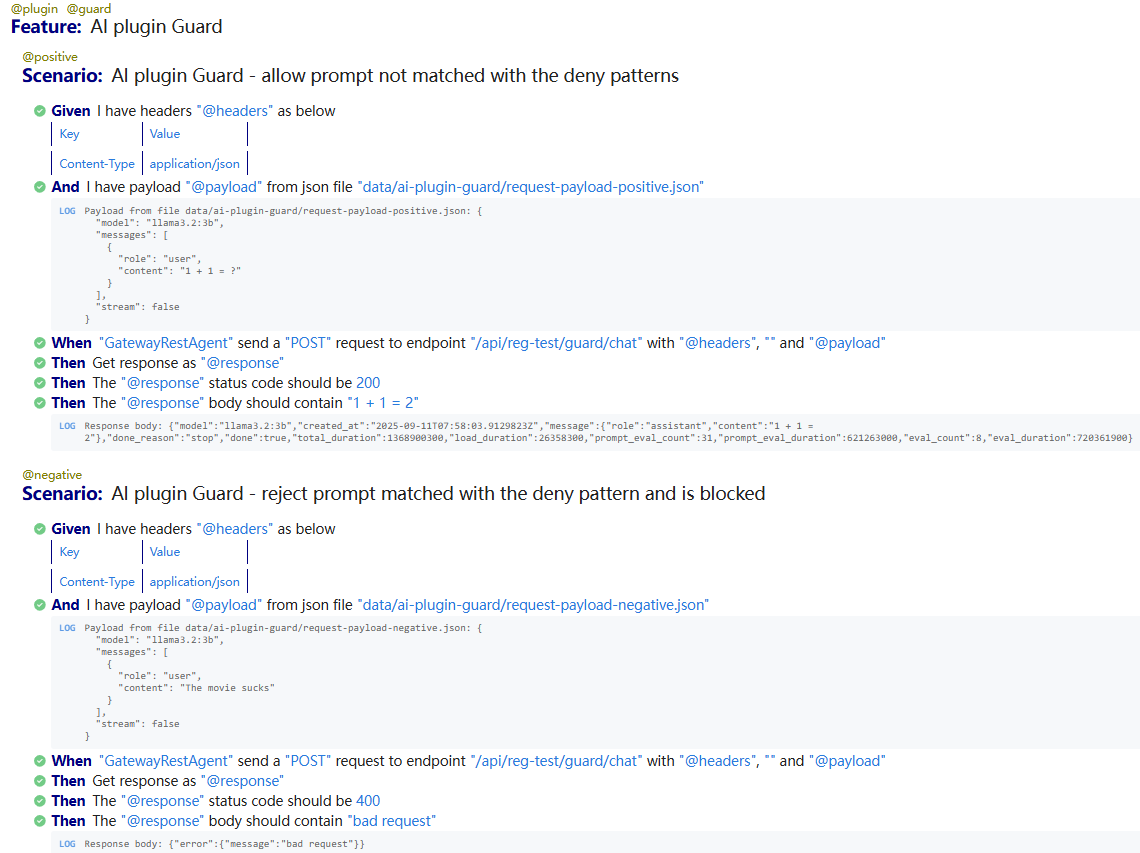 @plugin @guard
Feature: AI plugin Guard
@positive
Scenario: AI plugin Guard - allow prompt not matched with the deny patterns
Given I have headers "@headers" as below
Key Value
Content-Type application/json
And I have payload "@payload" from json file "data/ai-plugin-guard/request-payload-positive.json"
LOG Payload from file data/ai-plugin-guard/request-payload-positive.json: {
"model": "llama3.2:3b",
"messages": [
{
"role": "user",
"content": "1 + 1 = ?"
}
],
"stream": false
}
When "GatewayRestAgent" send a "POST" request to endpoint "/api/reg-test/guard/chat" with "@headers", "" and "@payload"
Then Get response as "@response"
Then The "@response" status code should be 200
Then The "@response" body should contain "1 + 1 = 2"
LOG Response body: {"model":"llama3.2:3b","created_at":"2025-09-11T07:58:03.9129823Z","message":{"role":"assistant","content":"1 + 1 =
2"},"done_reason":"stop","done":true,"total_duration":1368900300,"load_duration":26358300,"prompt_eval_count":31,"prompt_eval_duration":621263000,"eval_count":8,"eval_duration":720361900}
@negative
Scenario: AI plugin Guard - reject prompt matched with the deny pattern and is blocked
Given I have headers "@headers" as below
Key Value
Content-Type application/json
And I have payload "@payload" from json file "data/ai-plugin-guard/request-payload-negative.json"
LOG Payload from file data/ai-plugin-guard/request-payload-negative.json: {
"model": "llama3.2:3b",
"messages": [
{
"role": "user",
"content": "The movie sucks"
}
],
"stream": false
}
When "GatewayRestAgent" send a "POST" request to endpoint "/api/reg-test/guard/chat" with "@headers", "" and "@payload"
Then Get response as "@response"
Then The "@response" status code should be 400
Then The "@response" body should contain "bad request"
LOG Response body: {"error":{"message":"bad request"}}